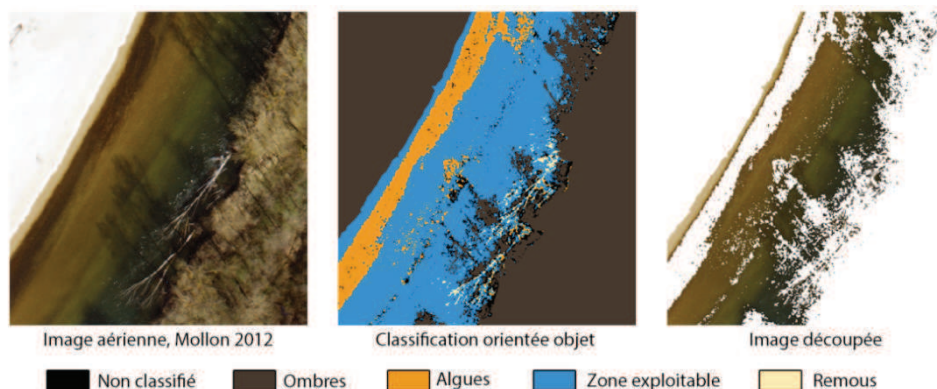 Image aérienne, Mollon 2012
Classification orientée objet
Image découpée
Non classifié
Ombres
Algues
Zone exploitable
Remous